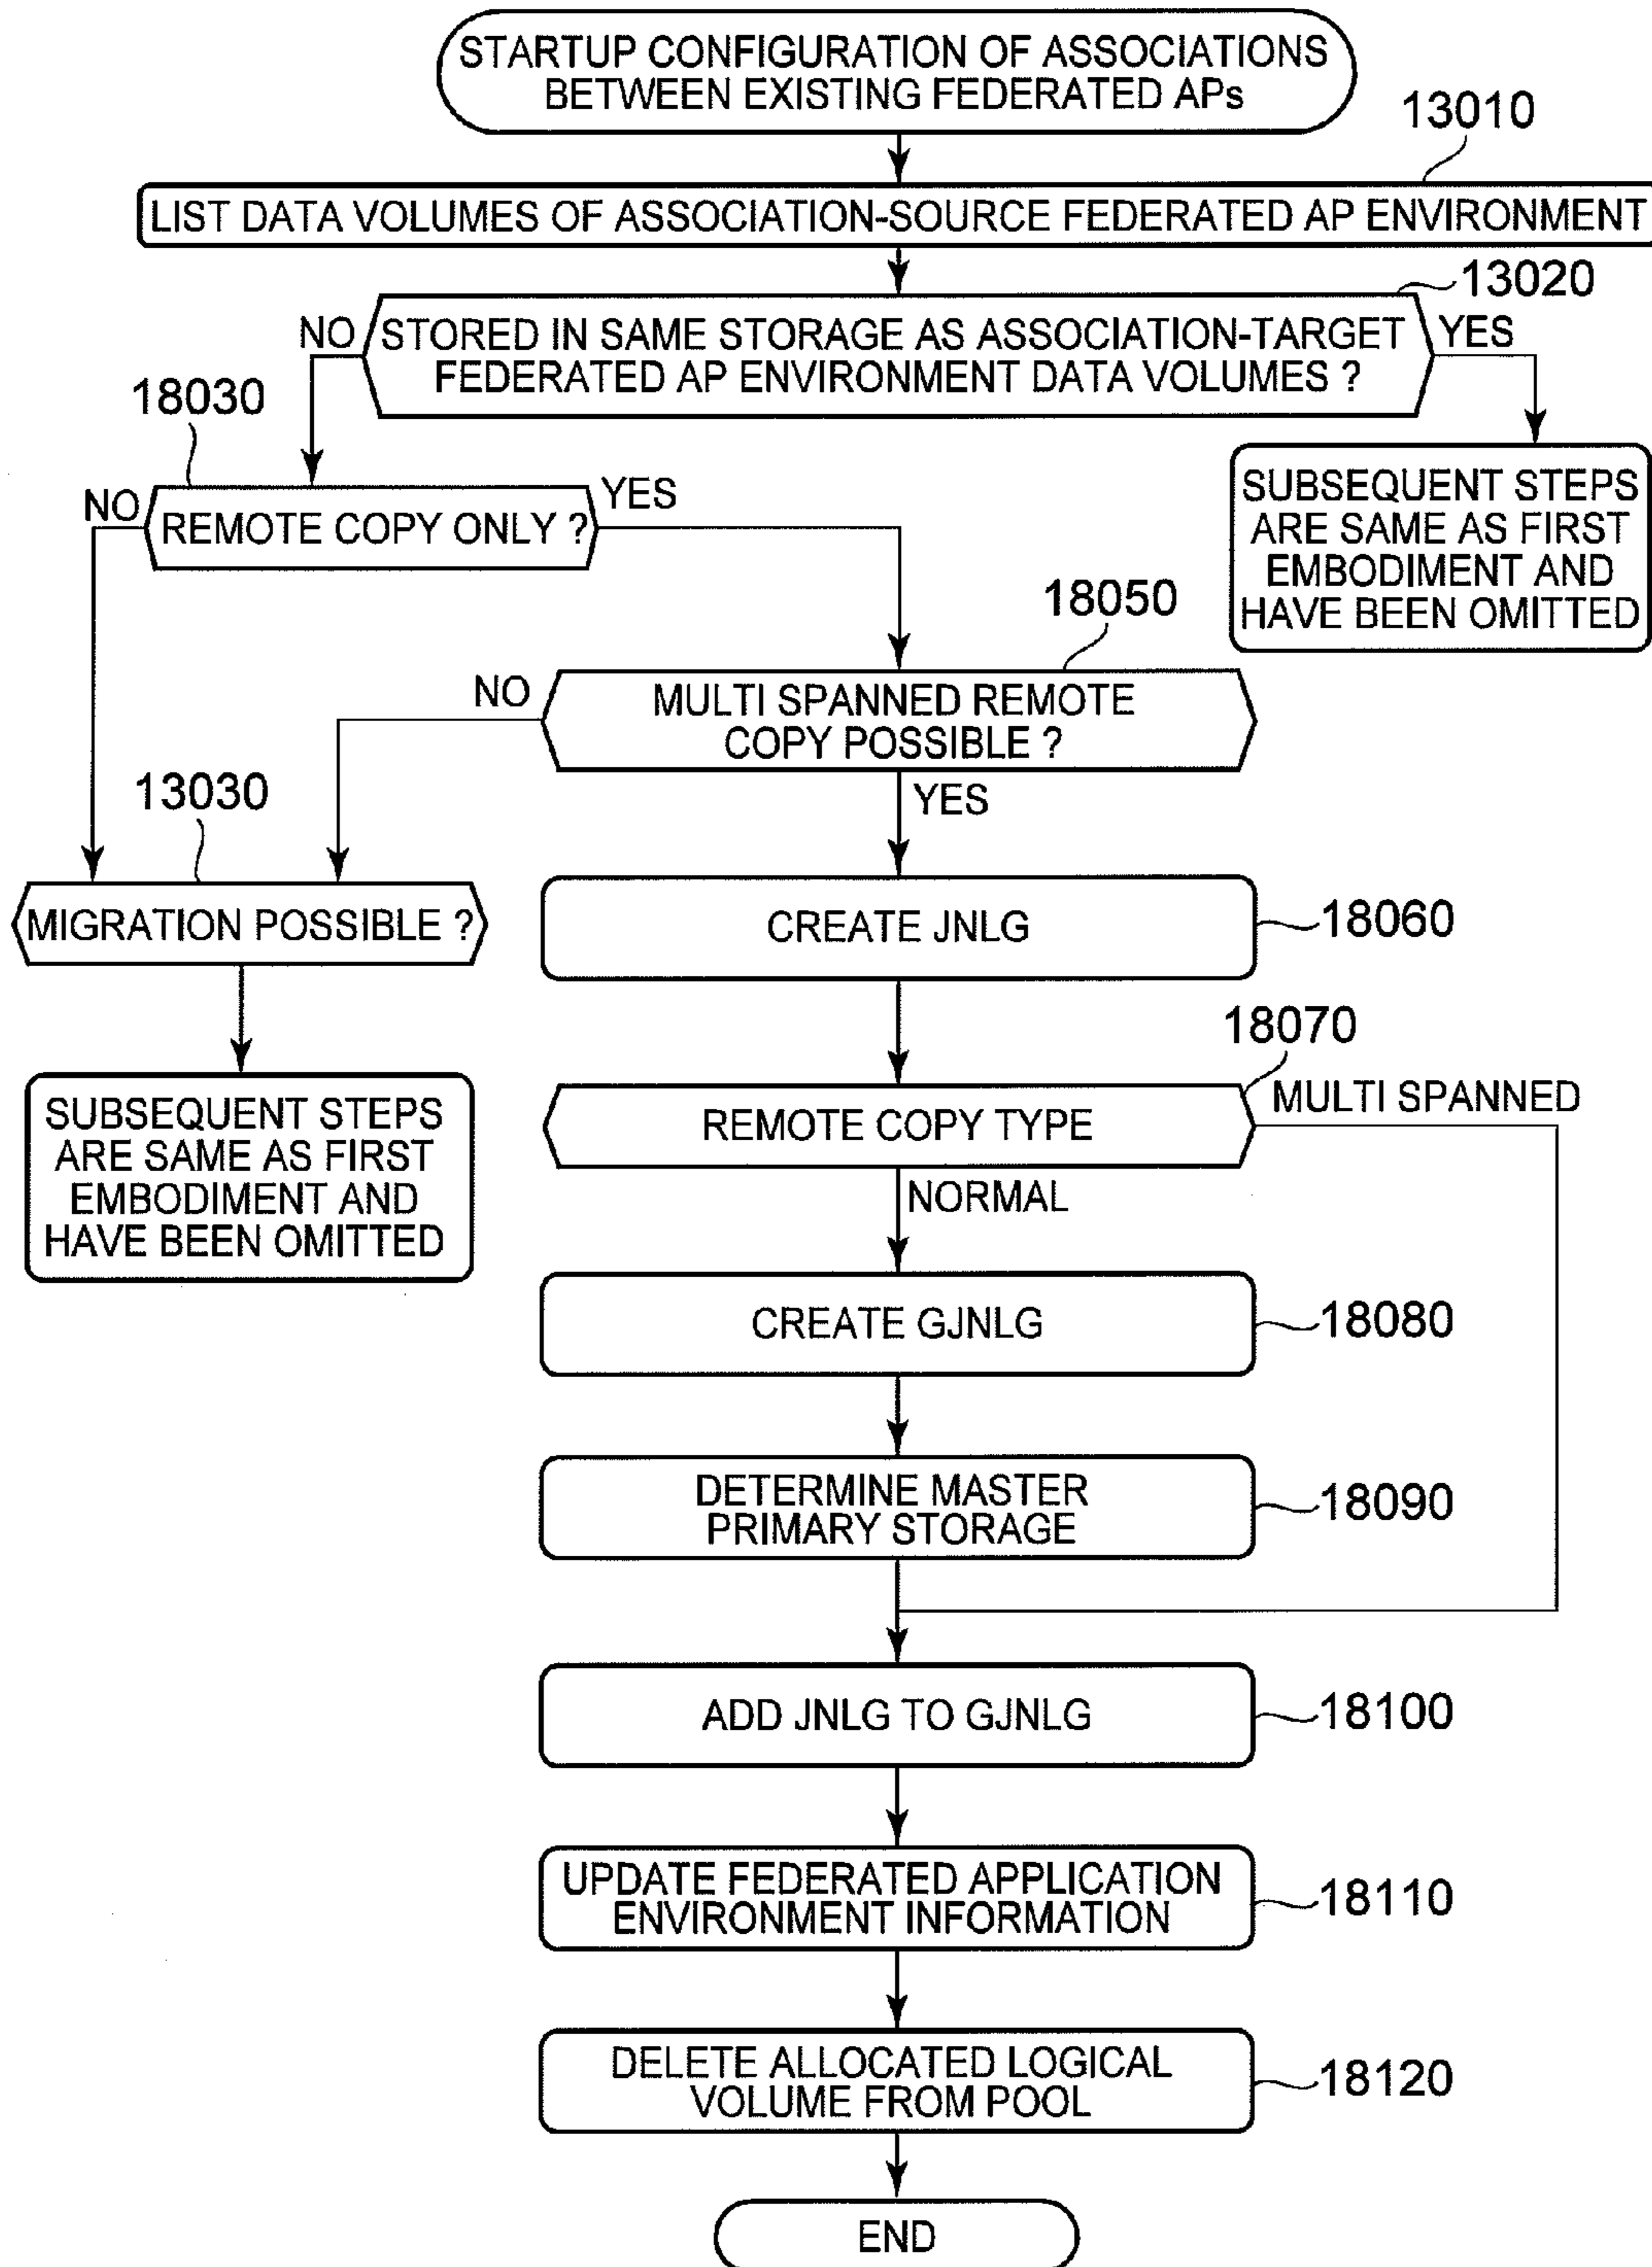 STARTUP CONFIGURATION OF ASSOCIATIONS
BETWEEN EXISTING FEDERATED APs
13010
LIST DATA VOLUMES OF ASSOCIATION-SOURCE FEDERATED AP ENVIRONMENT
13020
NO
STORED IN SAME STORAGE AS ASSOCIATION-TARGET
FEDERATED AP ENVIRONMENT DATA VOLUMES ?
YES
18030
NO
REMOTE COPY ONLY ?
YES
SUBSEQUENT STEPS
ARE SAME AS FIRST
EMBODIMENT AND
HAVE BEEN OMITTED
18050
NO
MULTI SPANNED REMOTE
COPY POSSIBLE ?
YES
13030
MIGRATION POSSIBLE ?
CREATE JNLG
18060
SUBSEQUENT STEPS
ARE SAME AS FIRST
EMBODIMENT AND
HAVE BEEN OMITTED
18070
REMOTE COPY TYPE
MULTI SPANNED
NORMAL
CREATE GJNLG
18080
DETERMINE MASTER
PRIMARY STORAGE
18090
ADD JNLG TO GJNLG
18100
UPDATE FEDERATED APPLICATION
ENVIRONMENT INFORMATION
18110
DELETE ALLOCATED LOGICAL
VOLUME FROM POOL
18120
END